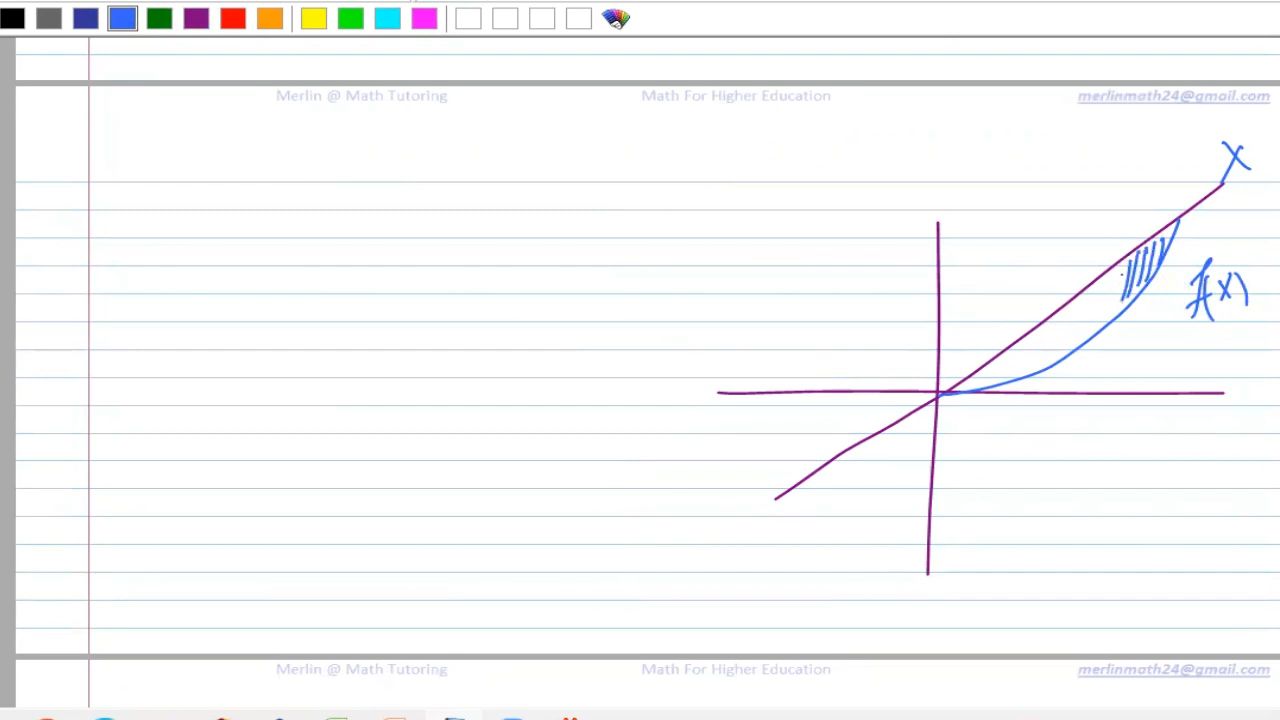 Merlin @ Math Tutoring Math For Higher Education merlinmath24@gmail.com
X
f(x)
Merlin @ Math Tutoring Math For Higher Education merlinmath24@gmail.com